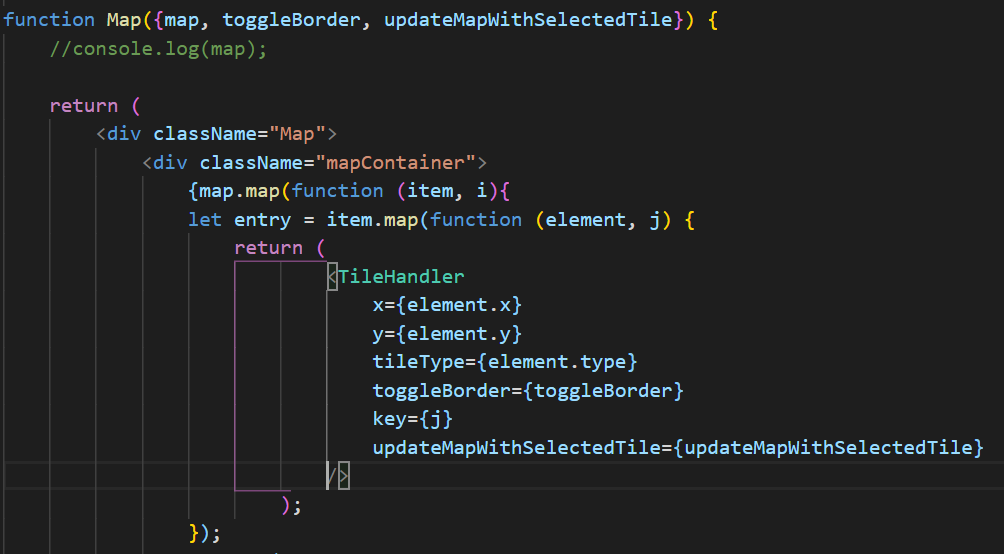 function Map({map, toggleBorder, updateMapWithSelectedTile}) {
//console.log(map);
return (
<div className="Map">
<div className="mapContainer">
{map.map(function (item, i){
let entry = item.map(function (element, j) {
return (
<TileHandler
x={element.x}
y={element.y}
tileType={element.type}
toggleBorder={toggleBorder}
key={j}
updateMapWithSelectedTile={updateMapWithSelectedTile}
/>
);
});